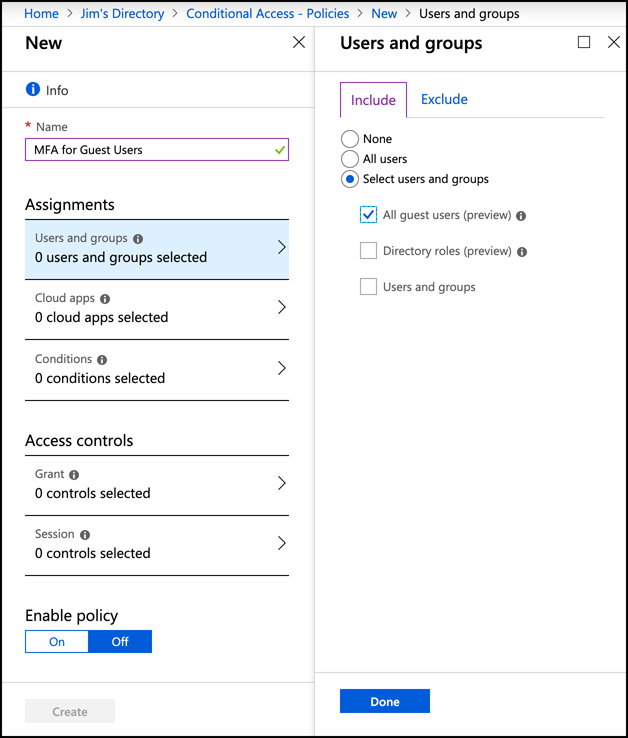 Home > Jim's Directory > Conditional Access - Policies > New > Users and groups
New
Info
* Name
MFA for Guest Users
Assignments
Users and groups
0 users and groups selected
Cloud apps
0 cloud apps selected
Conditions
0 conditions selected
Access controls
Grant
0 controls selected
Session
0 controls selected
Enable policy
On Off
Create
Users and groups
Include Exclude
None
All users
Select users and groups
All guest users (preview)
Directory roles (preview)
Users and groups
Done